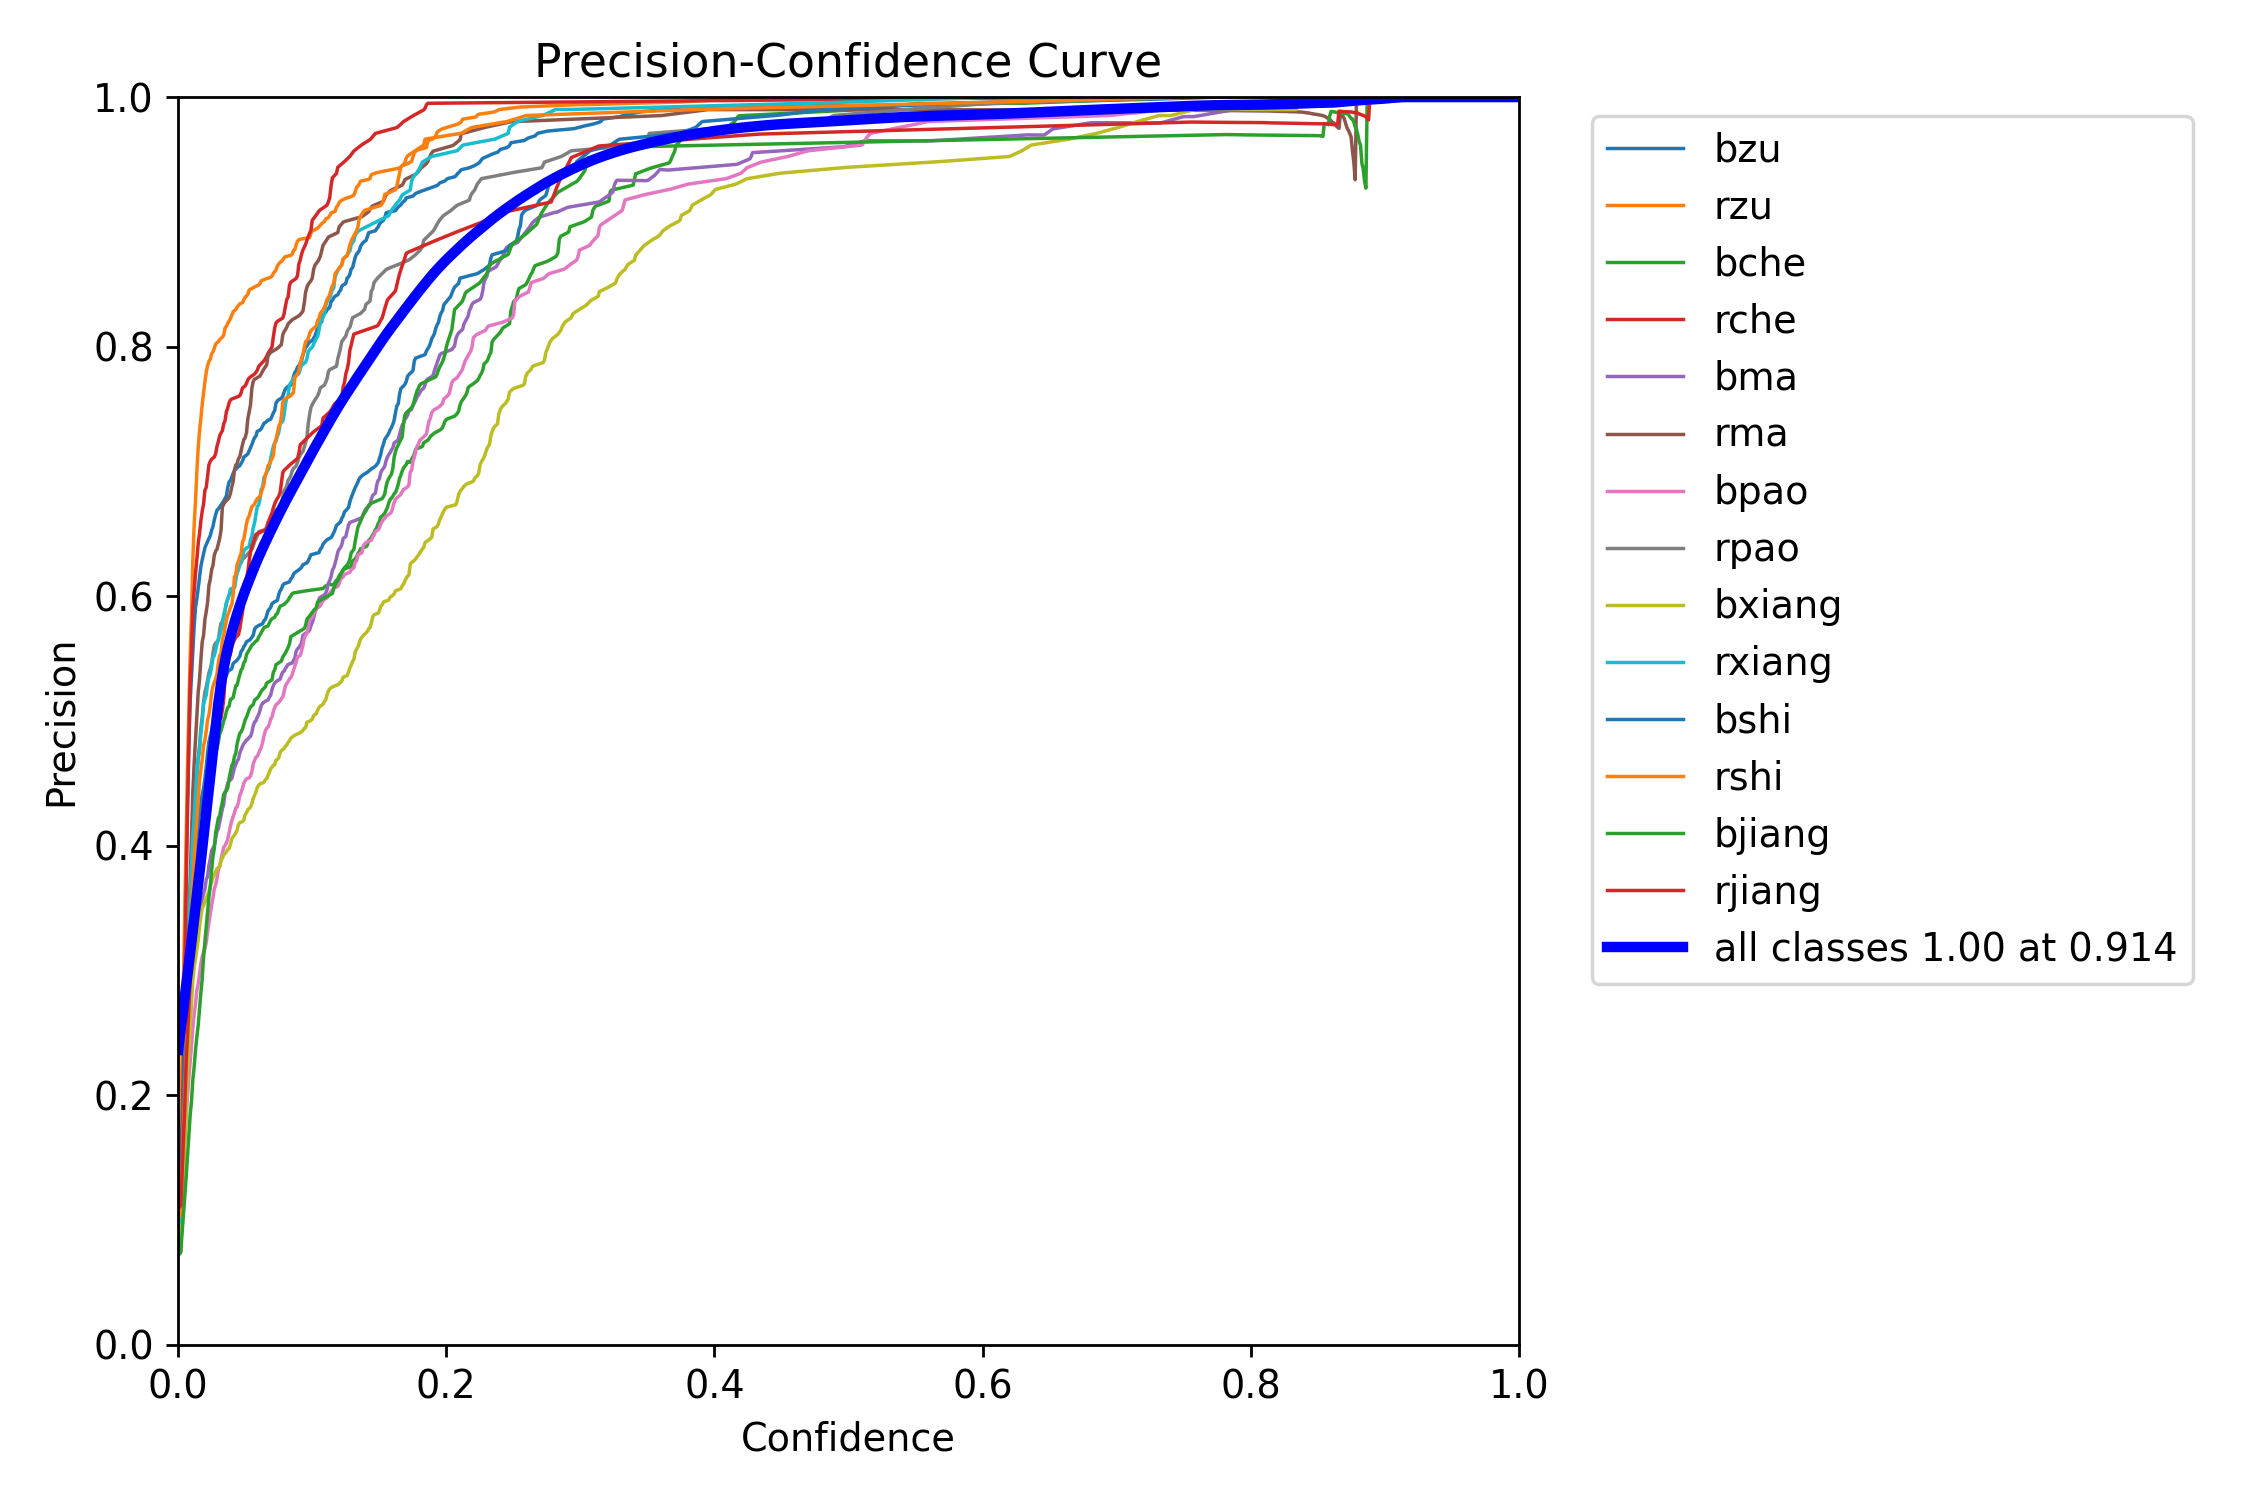 Precision-Confidence Curve
1.0
0.8
0.6
0.4
0.2
0.0
Precision
0.0 0.2 0.4 0.6 0.8 1.0
Confidence
bzu
rzu
bche
rche
bma
rma
bpao
rpao
bxiang
rxiang
bshi
rshi
bjiang
rjiang
all classes 1.00 at 0.914